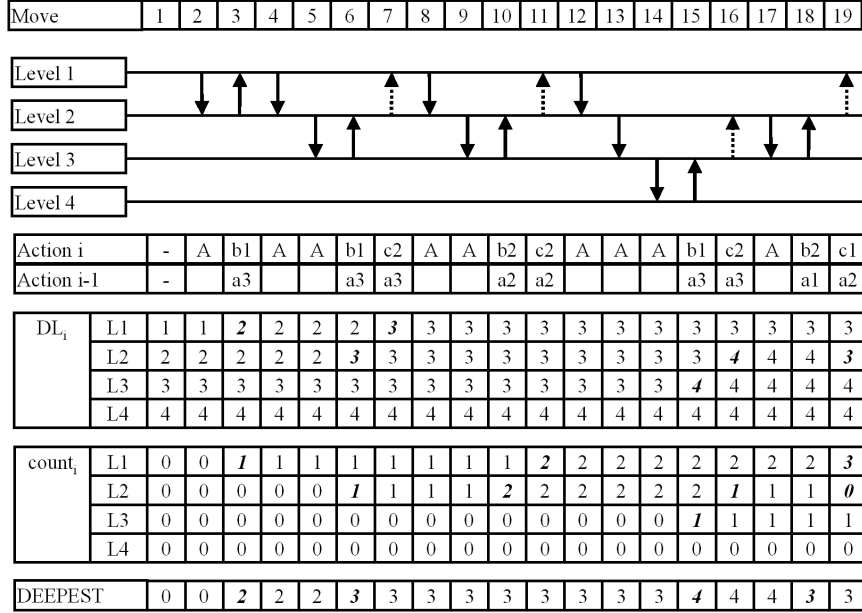 Move 1 2 3 4 5 6 7 8 9 10 11 12 13 14 15 16 17 18 19
Level 1
Level 2
Level 3
Level 4
Action i - A b1 A A b1 c2 A A b2 c2 A A A b1 c2 A b2 c1
Action i-1 - a3 a3 a3 a2 a2 a3 a3 a1 a2
DLi L1 1 1 2 2 2 2 3 3 3 3 3 3 3 3 3 3 3 3 3
L2 2 2 2 2 2 3 3 3 3 3 3 3 3 3 3 4 4 4 3
L3 3 3 3 3 3 3 3 3 3 3 3 3 3 3 4 4 4 4 4
L4 4 4 4 4 4 4 4 4 4 4 4 4 4 4 4 4 4 4 4
counti L1 0 0 1 1 1 1 1 1 1 1 2 2 2 2 2 2 2 2 3
L2 0 0 0 0 0 1 1 1 1 2 2 2 2 2 2 1 1 1 0
L3 0 0 0 0 0 0 0 0 0 0 0 0 0 0 1 1 1 1 1
L4 0 0 0 0 0 0 0 0 0 0 0 0 0 0 0 0 0 0 0
DEEPEST 0 0 2 2 2 3 3 3 3 3 3 3 3 3 4 4 4 3 3